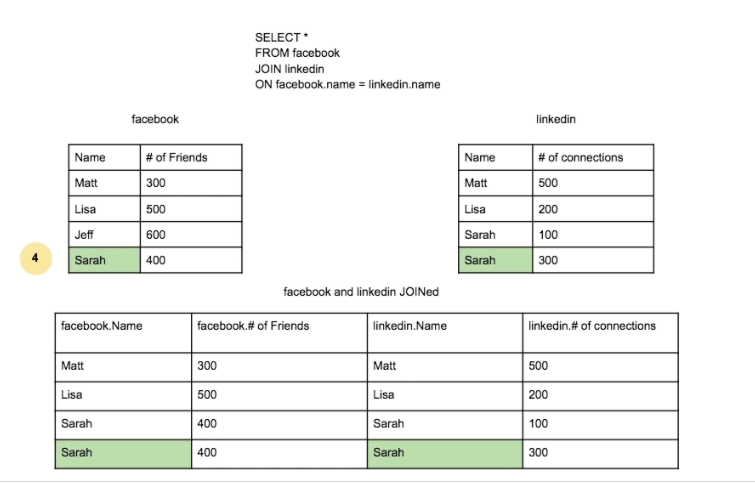 SELECT *
FROM facebook
JOIN linkedin
ON facebook.name = linkedin.name
facebook
Name # of Friends
Matt 300
Lisa 500
Jeff 600
4 Sarah 400
linkedin
Name # of connections
Matt 500
Lisa 200
Sarah 100
Sarah 300
facebook and linkedin JOINed
facebook.Name facebook.# of Friends linkedin.Name linkedin.# of connections
Matt 300 Matt 500
Lisa 500 Lisa 200
Sarah 400 Sarah 100
Sarah 400 Sarah 300